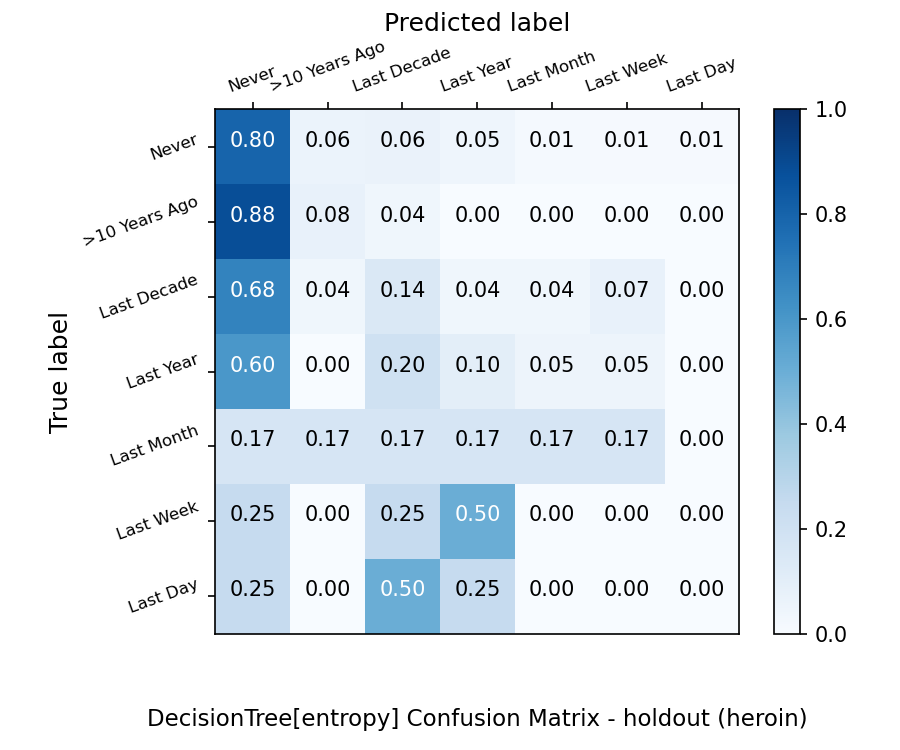 Predicted label
Never >10 Years Ago Last Decade Last Year Last Month Last Week Last Day
1.0
0.8
0.6
0.4
0.2
0.0
True label
Never 0.80 0.06 0.06 0.05 0.01 0.01 0.01
>10 Years Ago 0.88 0.08 0.04 0.00 0.00 0.00 0.00
Last Decade 0.68 0.04 0.14 0.04 0.04 0.07 0.00
Last Year 0.60 0.00 0.20 0.10 0.05 0.05 0.00
Last Month 0.17 0.17 0.17 0.17 0.17 0.17 0.00
Last Week 0.25 0.00 0.25 0.50 0.00 0.00 0.00
Last Day 0.25 0.00 0.50 0.25 0.00 0.00 0.00
DecisionTree[entropy] Confusion Matrix - holdout (heroin)